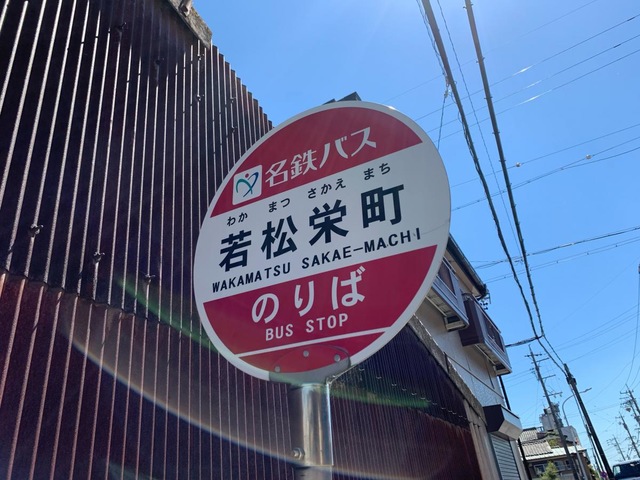 名鉄バス
わか まつ さかえ まち
若松栄町
WAKAMATSU SAKAE-MACHI
のりば
BUS STOP